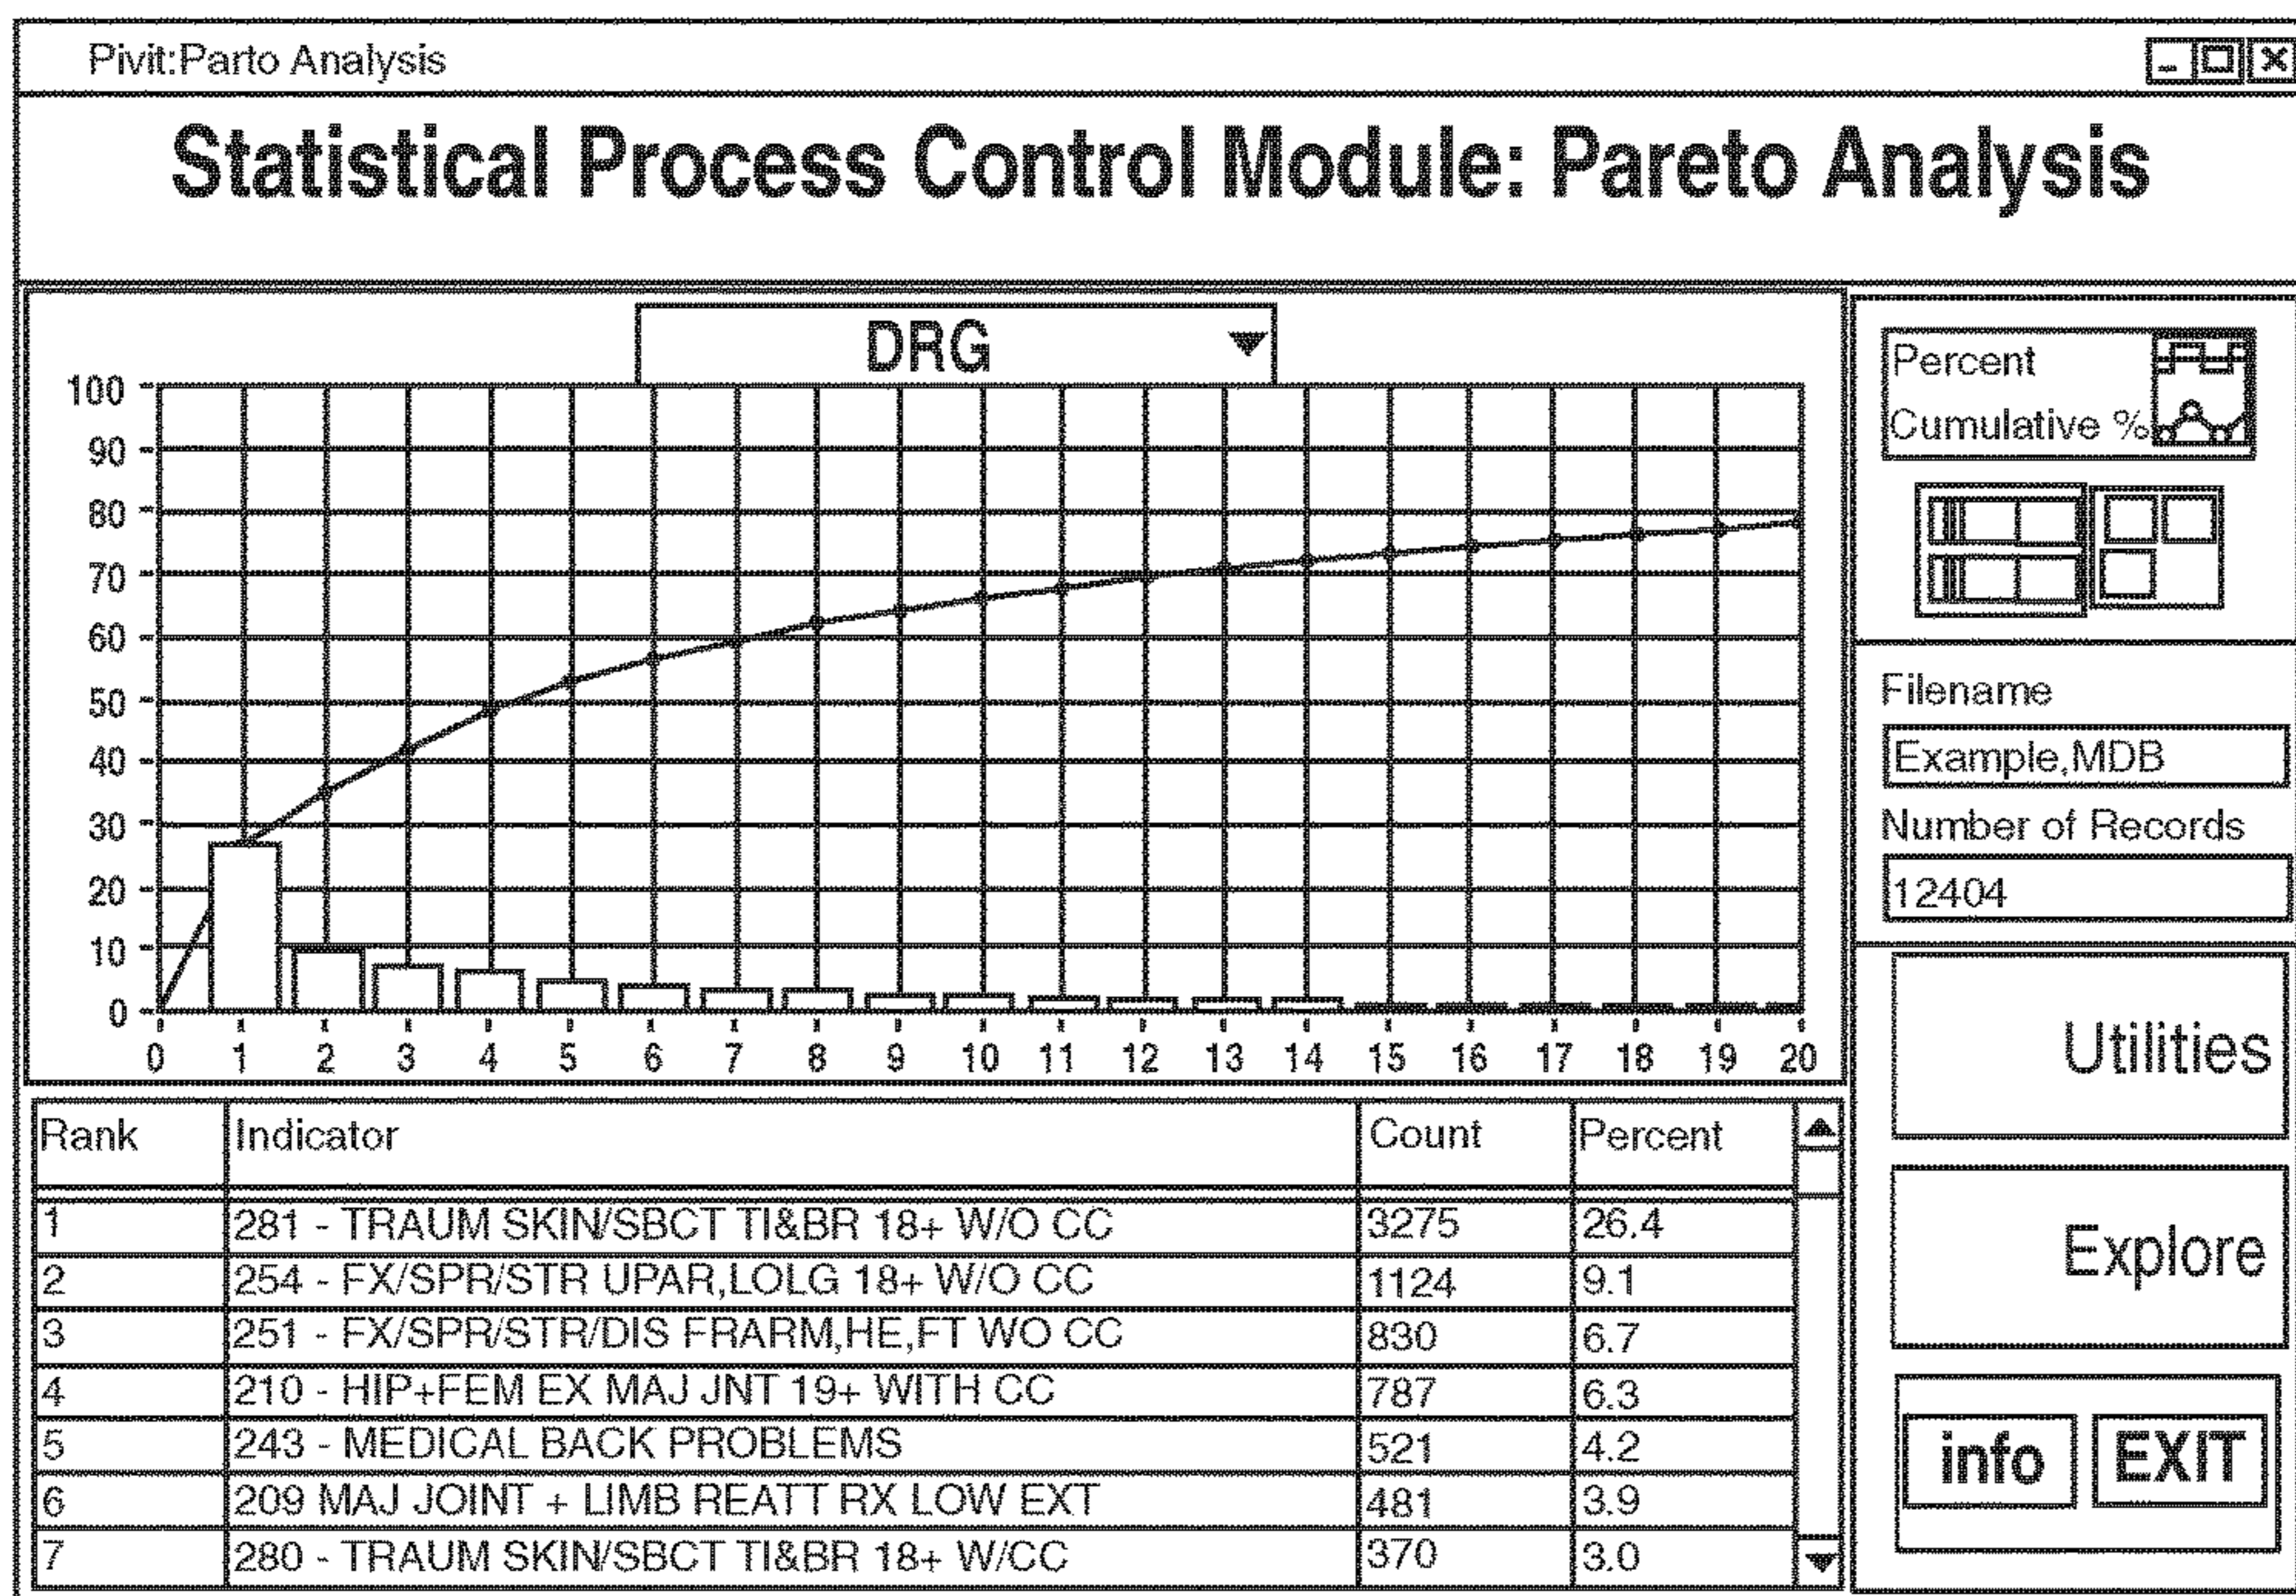 Pivit:Parto Analysis
Statistical Process Control Module: Pareto Analysis
DRG
100
90
80
70
60
50
40
30
20
10
0
0 1 2 3 4 5 6 7 8 9 10 11 12 13 14 15 16 17 18 19 20
Percent
Cumulative %
Filename
Example,MDB
Number of Records
12404
Utilities
Explore
info EXIT
Rank Indicator Count Percent
1 281 - TRAUM SKIN/SBCT TI&BR 18+ W/O CC 3275 26.4
2 254 - FX/SPR/STR UPAR,LOLG 18+ W/O CC 1124 9.1
3 251 - FX/SPR/STR/DIS FRARM,HE,FT WO CC 830 6.7
4 210 - HIP+FEM EX MAJ JNT 19+ WITH CC 787 6.3
5 243 - MEDICAL BACK PROBLEMS 521 4.2
6 209 MAJ JOINT + LIMB REATT RX LOW EXT 481 3.9
7 280 - TRAUM SKIN/SBCT TI&BR 18+ W/CC 370 3.0